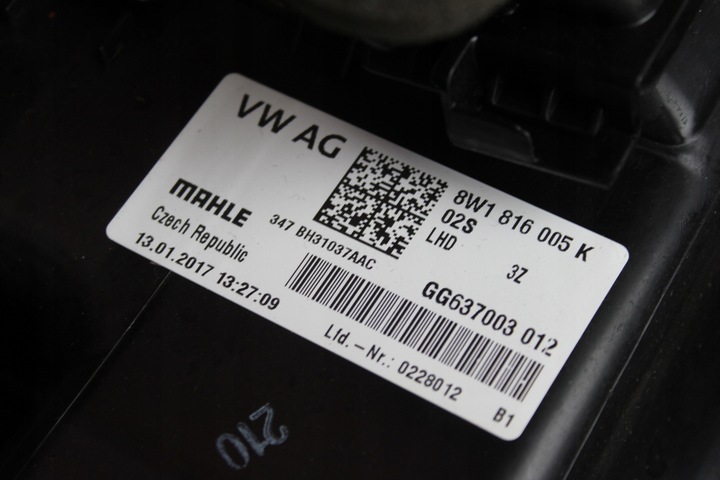 VW AG
8W1 816 005 K
02S
LHD
3Z
MAHLE
347 BH31037AAC
Czech Republic
GG637003 012
13.01.2017 13:27:09
Lfd.-Nr.: 0228012
B1
210